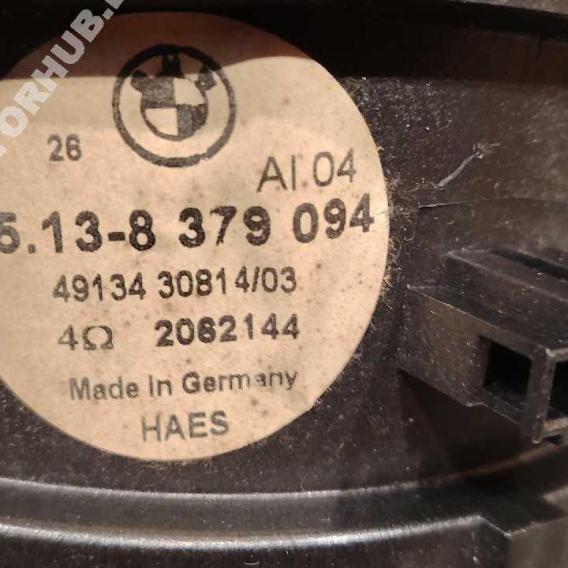 26
AI.04
5.13-8 379 094
49134 30814/03
4Ω 2062144
Made In Germany
HAES